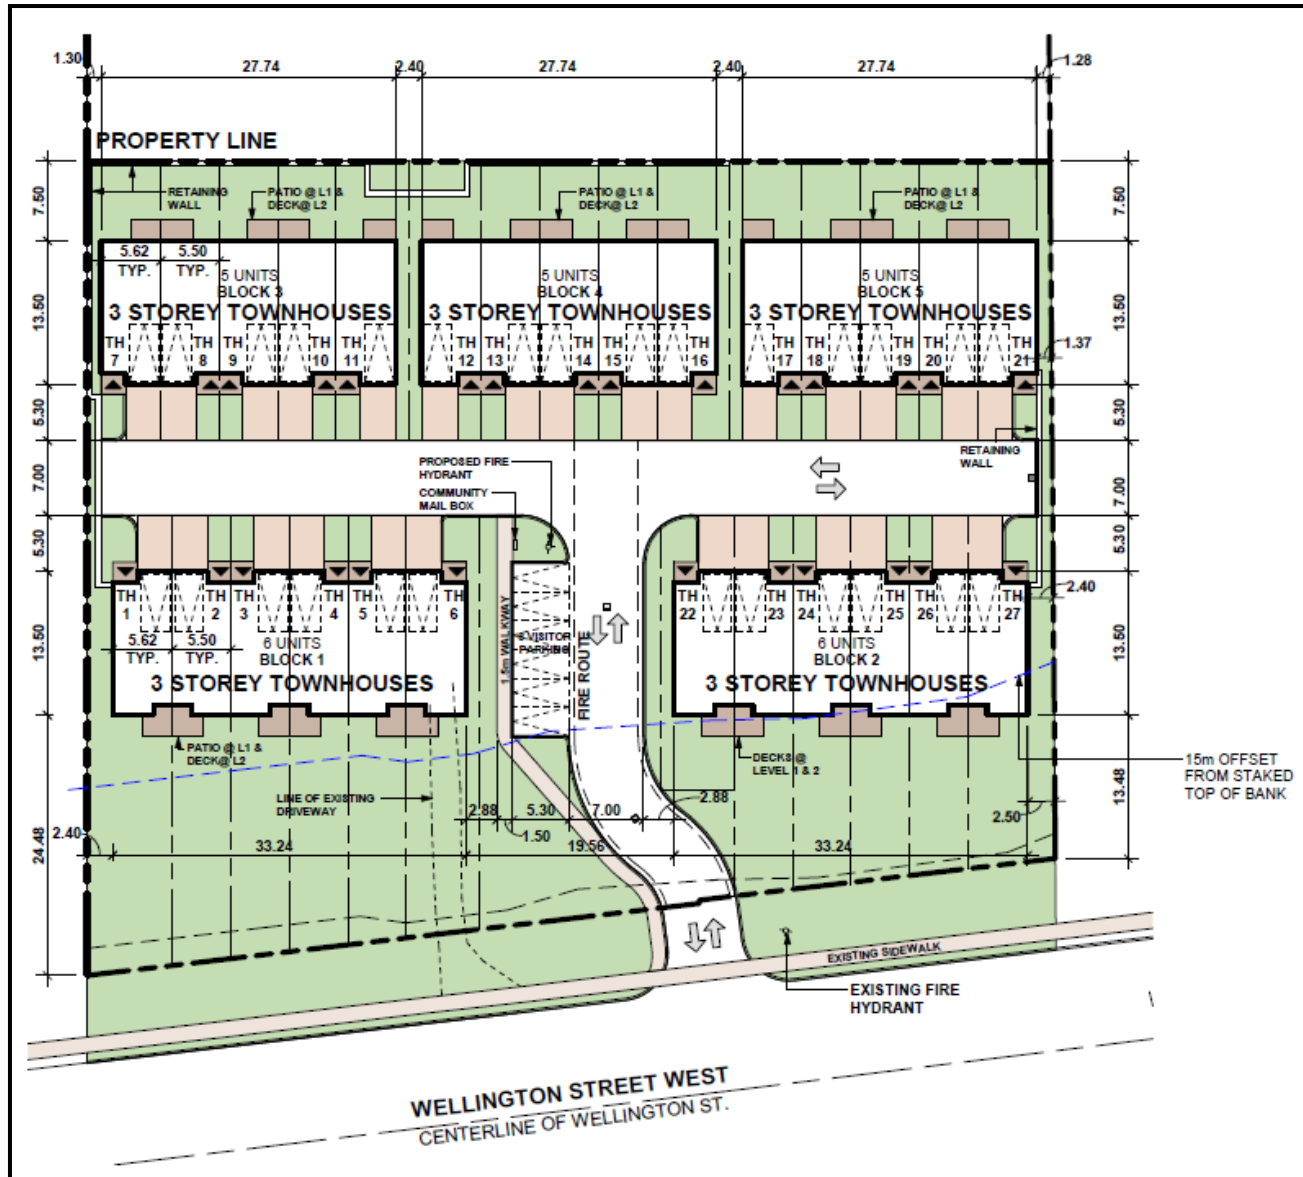 1.30
27.74
2.40
27.74
2.40
27.74
1.28
PROPERTY LINE
7.50
RETAINING
WALL
PATIO @ L1 &
DECK@ L2
PATIO @ L1 &
DECK@ L2
PATIO @ L1 &
DECK@ L2
7.50
5.62
TYP.
5.50
TYP.
5 UNITS
BLOCK 3
3 STOREY TOWNHOUSES
5 UNITS
BLOCK 4
3 STOREY TOWNHOUSES
5 UNITS
BLOCK 5
3 STOREY TOWNHOUSES
13.50
13.50
TH
7
TH
8
TH
9
TH
10
TH
11
TH
12
TH
13
TH
14
TH
15
TH
16
TH
17
TH
18
TH
19
TH
20
TH
21
1.37
5.30
5.30
RETAINING
WALL
PROPOSED FIRE
HYDRANT
COMMUNITY
MAIL BOX
7.00
7.00
5.30
5.30
TH
1
TH
2
TH
3
TH
4
TH
5
TH
6
TH
22
TH
23
TH
24
TH
25
TH
26
TH
27
2.40
5.62
TYP.
5.50
TYP.
6 UNITS
BLOCK 1
3 STOREY TOWNHOUSES
1.5m WALKWAY
VISITOR
PARKING
FIRE ROUTE
6 UNITS
BLOCK 2
3 STOREY TOWNHOUSES
13.50
13.50
PATIO @ L1 &
DECK@ L2
DECKS @
LEVEL 1 & 2
15m OFFSET
FROM STAKED
TOP OF BANK
LINE OF EXISTING
DRIVEWAY
2.88
5.30
7.00
2.88
1.50
2.50
13.48
24.48
2.40
33.24
19.56
33.24
EXISTING SIDEWALK
EXISTING FIRE
HYDRANT
WELLINGTON STREET WEST
CENTERLINE OF WELLINGTON ST.